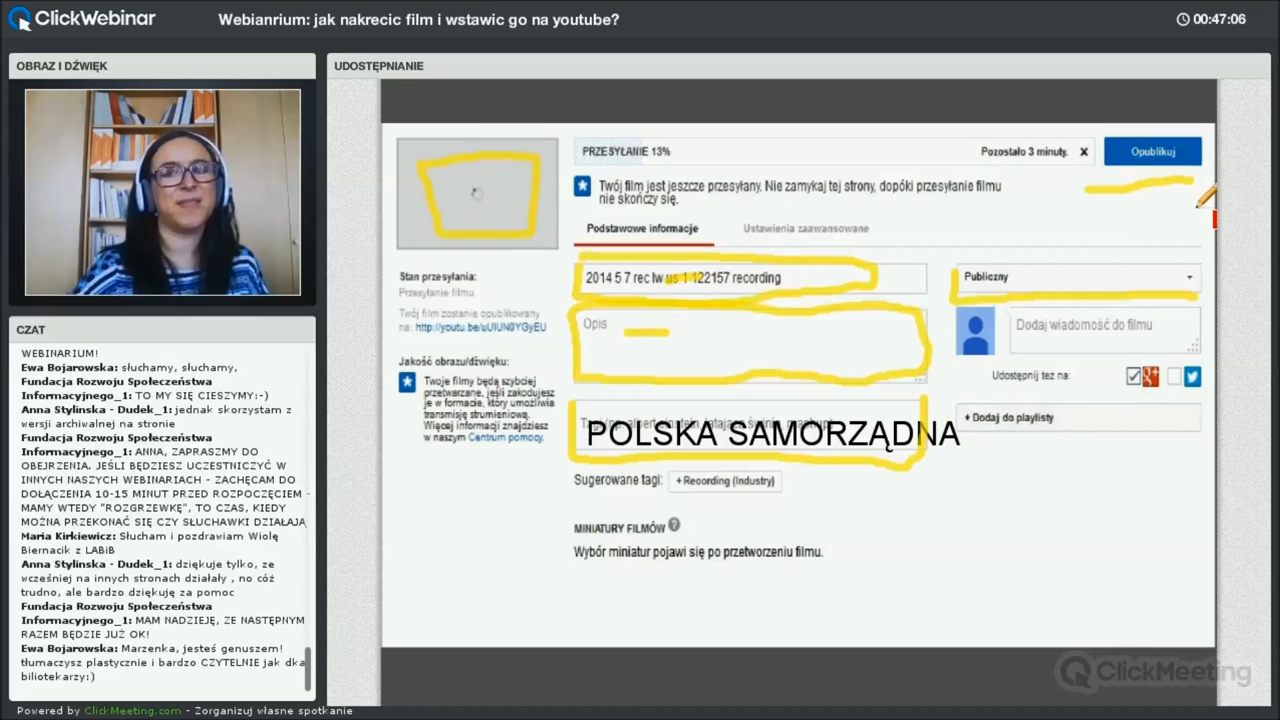 ClickWebinar
Webianrium: jak nakrecic film i wstawic go na youtube?
00:47:06
OBRAZ I DŹWIĘK
CZAT
WEBINARIUM!
Ewa Bojarowska: słuchamy, słuchamy,
Fundacja Rozwoju Społeczeństwa
Informacyjnego_1: TO MY SIĘ CIESZYMY:-)
Anna Stylinska - Dudek_1: jednak skorzystam z
wersji archiwalnej na stronie
Fundacja Rozwoju Społeczeństwa
Informacyjnego_1: ANNA, ZAPRASZMY DO
OBEJRZENIA. JEŚLI BĘDZIESZ UCZESTNICZYĆ W
INNYCH NASZYCH WEBINARIACH - ZACHĘCAM DO
DOŁĄCZENIA 10-15 MINUT PRZED ROZPOCZĘCIEM -
MAMY WTEDY "ROZGRZEWKĘ", TO CZAS, KIEDY
MOŻNA PRZEKONAĆ SIĘ CZY SŁUCHAWKI DZIAŁAJĄ
Maria Kirkiewicz: Słucham i pozdrawiam Wiolę
Biernacik z LABiB
Anna Stylinska - Dudek_1: dziękuje tylko, ze
wcześniej na innych stronach działały , no cóż
trudno, ale bardzo dziękuję za pomoc
Fundacja Rozwoju Społeczeństwa
Informacyjnego_1: MAM NADZIEJĘ, ZE NASTĘPNYM
RAZEM BĘDZIE JUŻ OK!
Ewa Bojarowska: Marzenka, jesteś genuszem!
tłumaczysz plastycznie i bardzo CZYTELNIE jak dka
biliotekarzy:)
UDOSTĘPNIANIE
PRZESYŁANIE 13%
Pozostało 3 minuty. X
Opublikuj
Twój film jest jeszcze przesyłany. Nie zamykaj tej strony, dopóki przesyłanie filmu
nie skończy się.
Podstawowe informacje
Ustawienia zaawansowane
Stan przesyłania:
Przesyłanie filmu.
Twój film zostanie opublikowany
na: http://youtu.be/uUIUN0YGyEU
Jakość obrazu/dźwięku:
Twoje filmy będą szybciej
przetwarzane, jeśli zakodujesz
je w formacie, który umożliwia
transmisję strumieniową.
Więcej informacji znajdziesz
w naszym Centrum pomocy.
2014 5 7 rec lw us 1 122157 recording
Opis
POLSKA SAMORZĄDNA
Sugerowane tagi: + Recording (Industry)
MINIATURY FILMÓW ?
Wybór miniatur pojawi się po przetworzeniu filmu.
Publiczny
Dodaj wiadomość do filmu
Udostępnij też na:
+ Dodaj do playlisty
ClickMeeting
Powered by ClickMeeting.com - Zorganizuj własne spotkanie